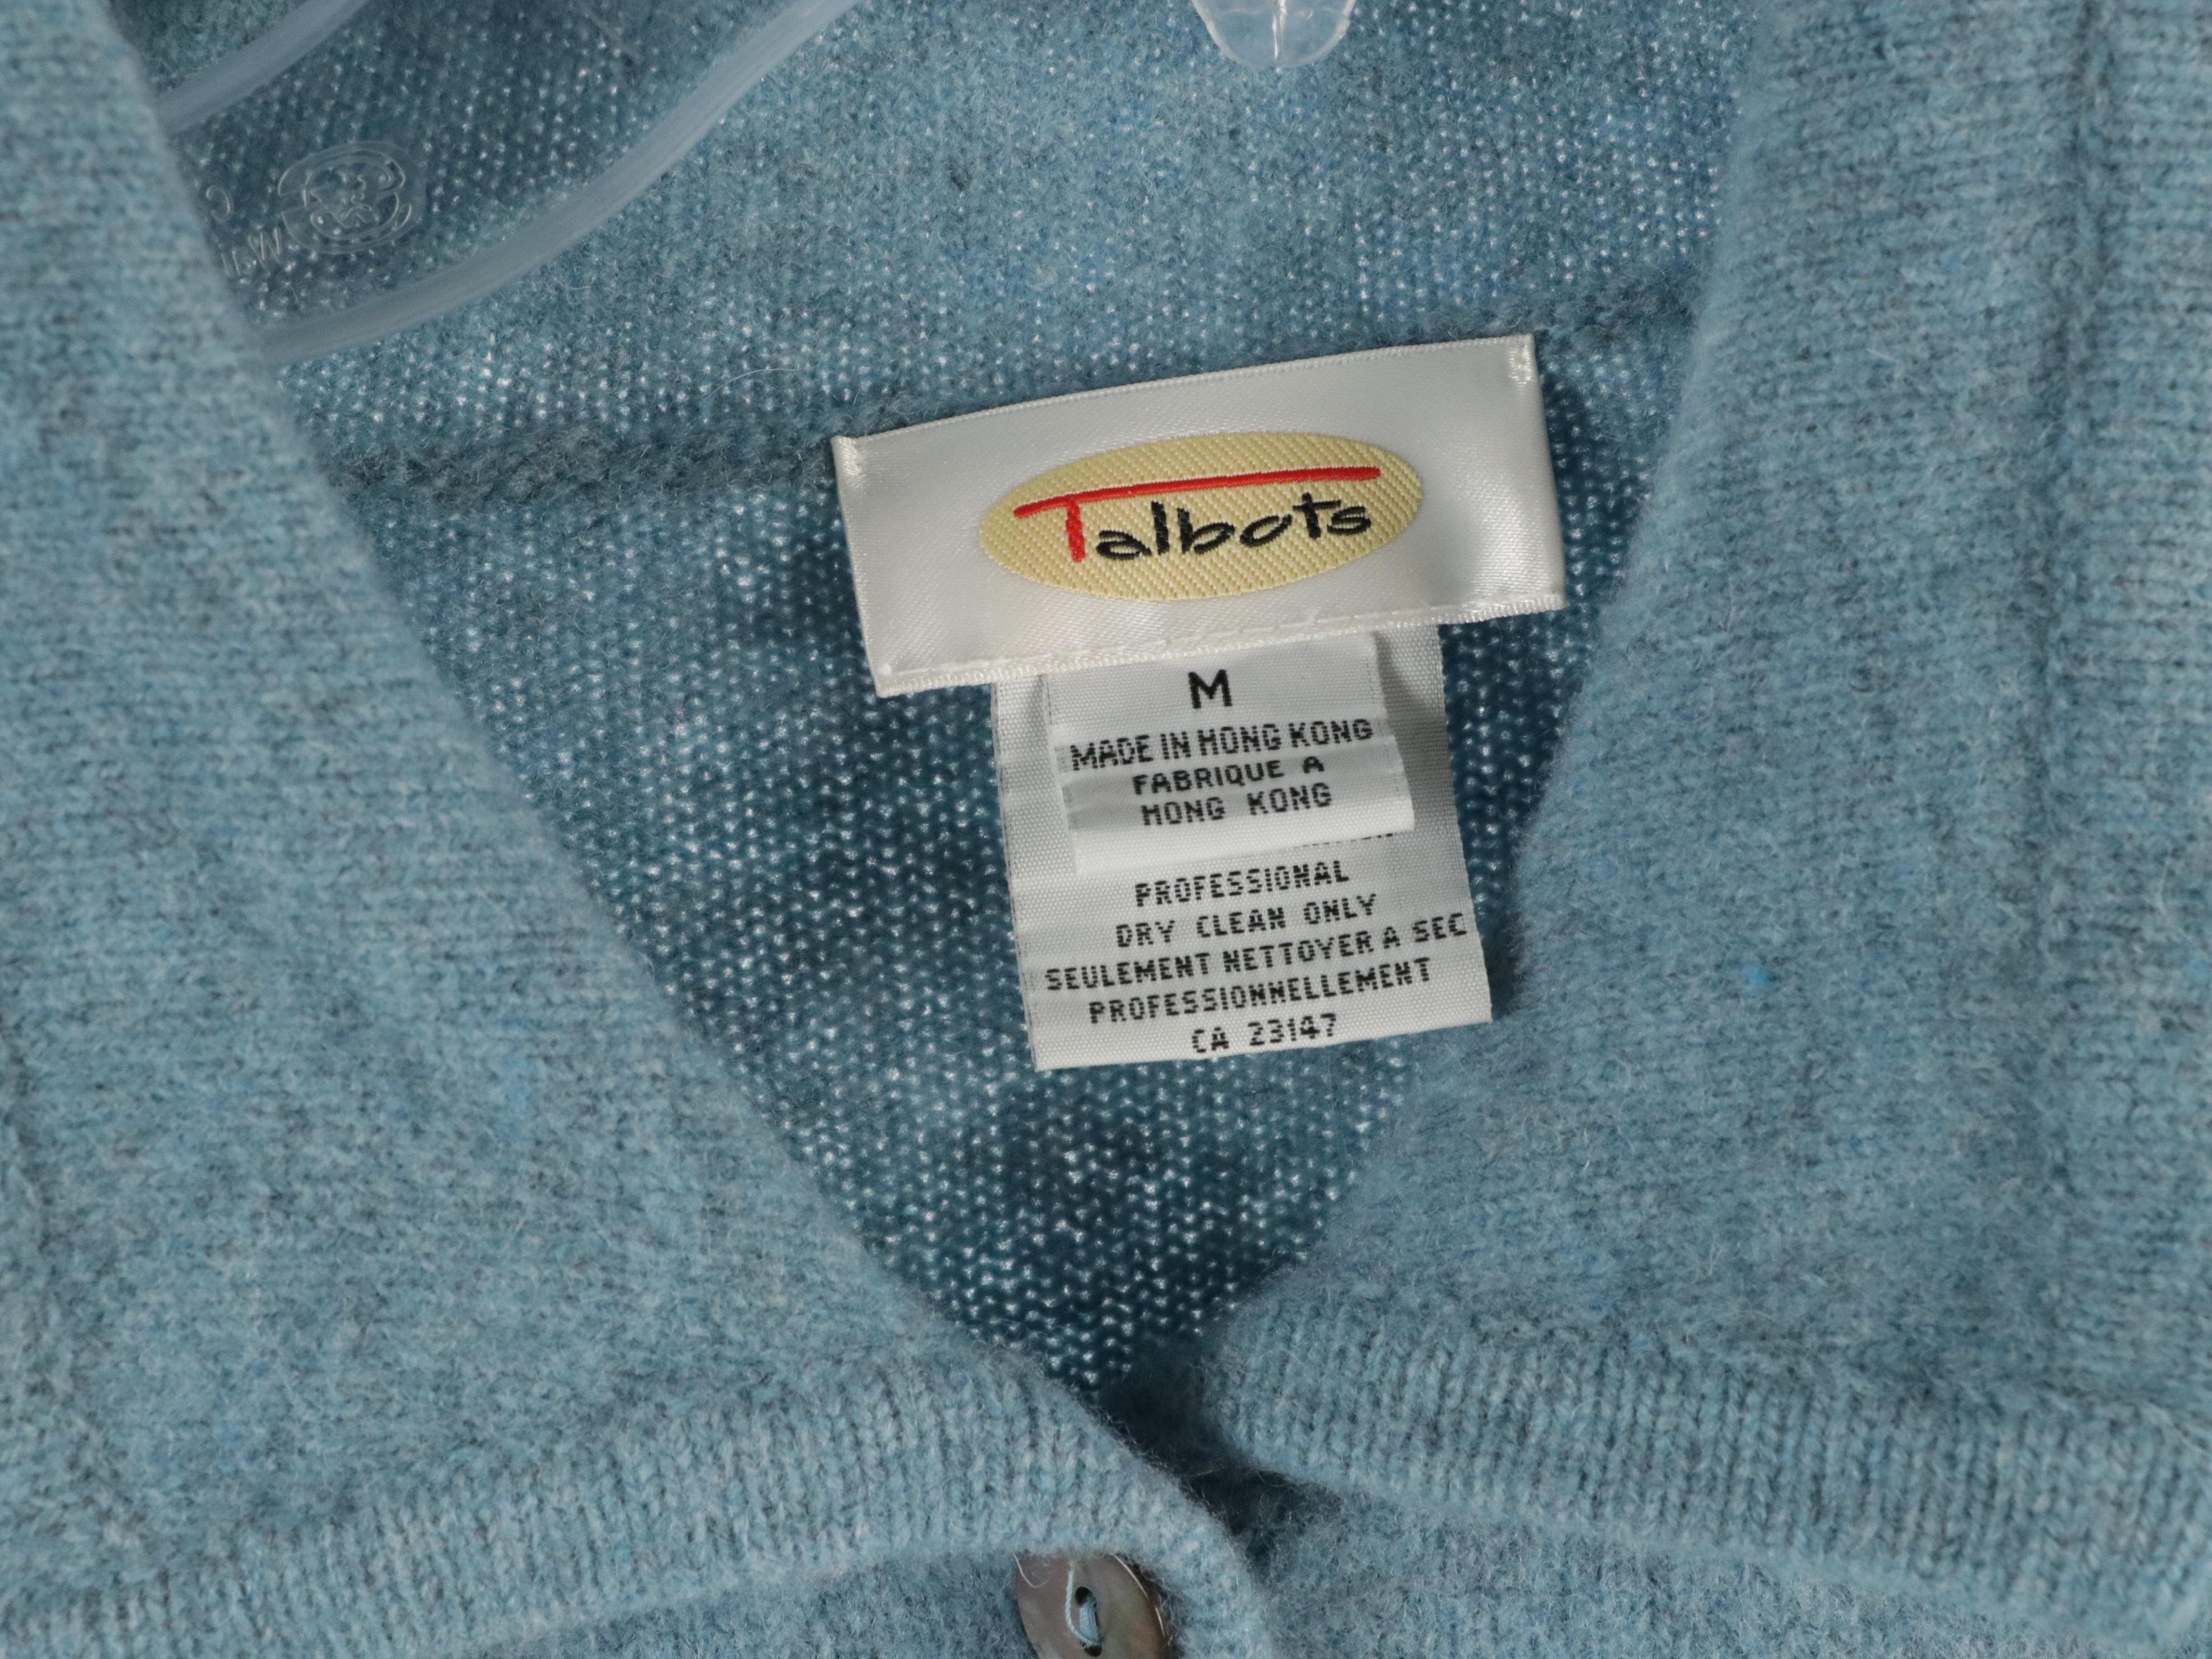 Talbots
M
MADE IN HONG KONG
FABRIQUE A
HONG KONG
PROFESSIONAL
DRY CLEAN ONLY
SEULEMENT NETTOYER A SEC
PROFESSIONNELLEMENT
CA 23147